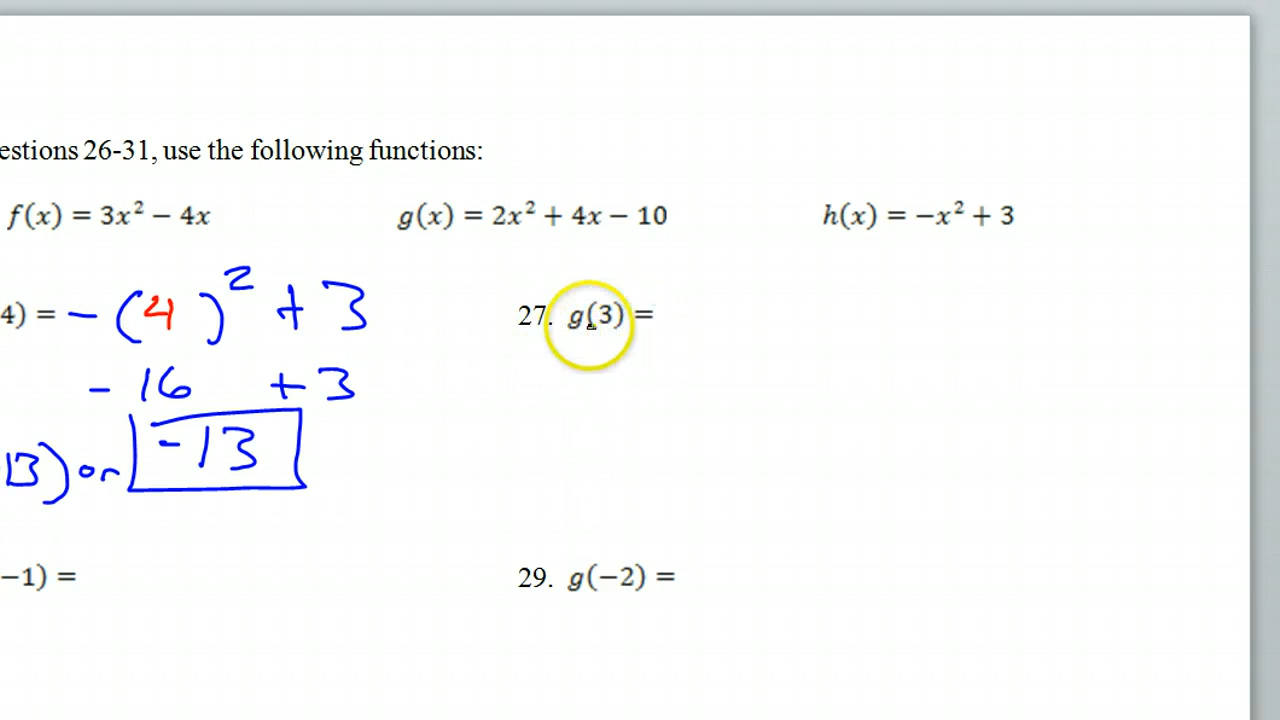 estions 26-31, use the following functions:
f(x) = 3x² − 4x g(x) = 2x² + 4x − 10 h(x) = −x² + 3
4) = - (4)² + 3 27. g(3) =
- 16 + 3
13) or -13
−1) = 29. g(−2) =